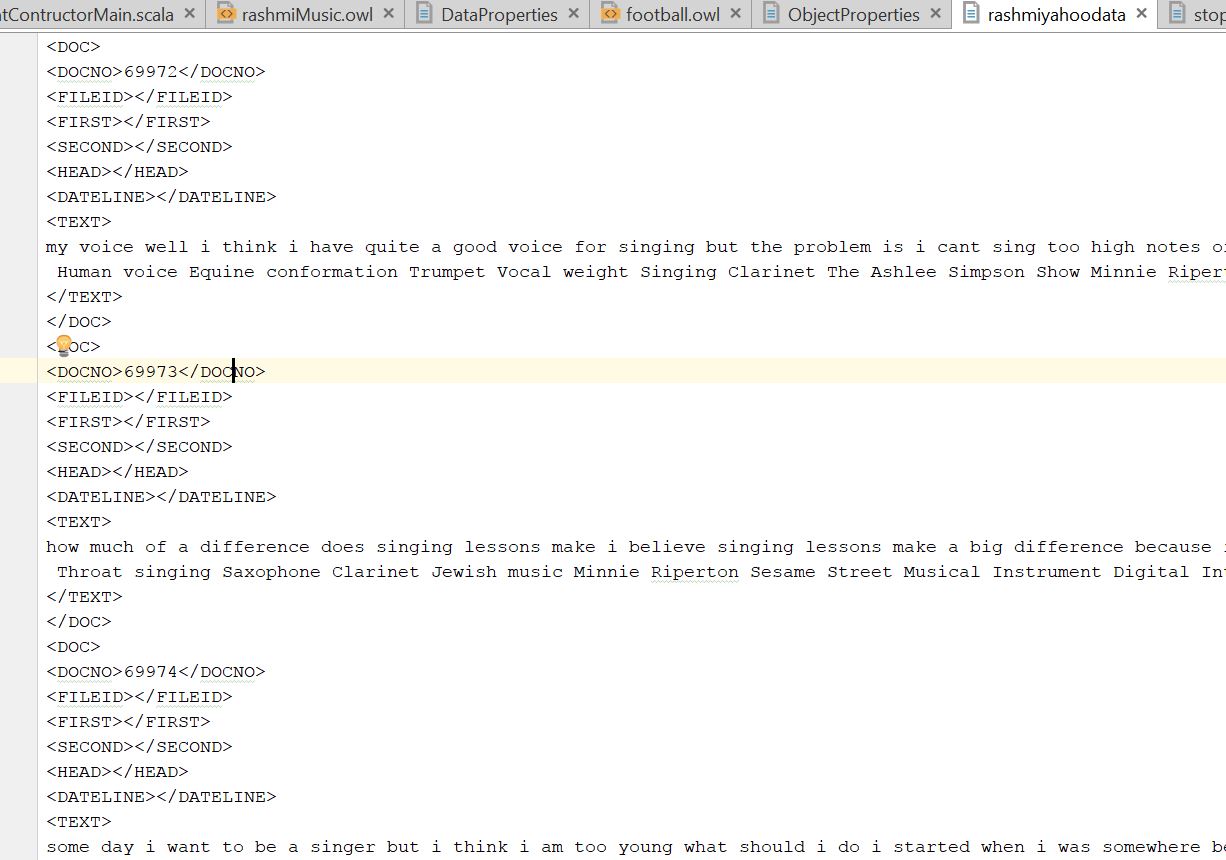 ntContructorMain.scala rashmiMusic.owl DataProperties football.owl ObjectProperties rashmiyahoodata
<DOC>
<DOCNO>69972</DOCNO>
<FILEID></FILEID>
<FIRST></FIRST>
<SECOND></SECOND>
<HEAD></HEAD>
<DATELINE></DATELINE>
<TEXT>
my voice well i think i have quite a good voice for singing but the problem is i cant sing too high notes
Human voice Equine conformation Trumpet Vocal weight Singing Clarinet The Ashlee Simpson Show Minnie
</TEXT>
</DOC>
<DOC>
<DOCNO>69973</DOCNO>
<FILEID></FILEID>
<FIRST></FIRST>
<SECOND></SECOND>
<HEAD></HEAD>
<DATELINE></DATELINE>
<TEXT>
how much of a difference does singing lessons make i believe singing lessons make a big difference because
Throat singing Saxophone Clarinet Jewish music Minnie Riperton Sesame Street Musical Instrument Digital
</TEXT>
</DOC>
<DOC>
<DOCNO>69974</DOCNO>
<FILEID></FILEID>
<FIRST></FIRST>
<SECOND></SECOND>
<HEAD></HEAD>
<DATELINE></DATELINE>
<TEXT>
some day i want to be a singer but i think i am too young what should i do i started when i was somewhere